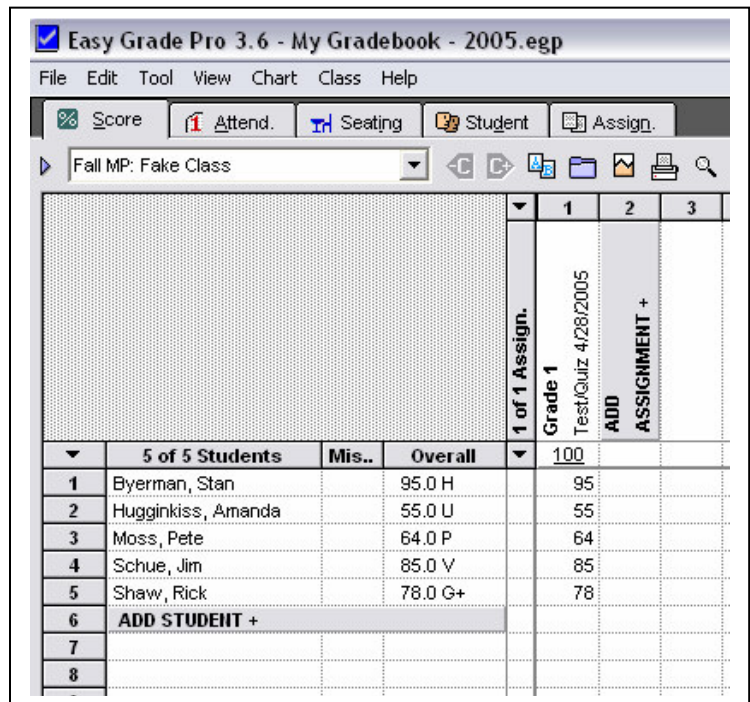 Easy Grade Pro 3.6 - My Gradebook - 2005.egp
File Edit Tool View Chart Class Help
Score Attend. Seating Student Assign.
Fall MP: Fake Class
1 2 3
1 of 1 Assign.
Grade 1
Test/Quiz 4/28/2005
ADD
ASSIGNMENT +
5 of 5 Students Mis.. Overall 100
1 Byerman, Stan 95.0 H 95
2 Hugginkiss, Amanda 55.0 U 55
3 Moss, Pete 64.0 P 64
4 Schue, Jim 85.0 V 85
5 Shaw, Rick 78.0 G+ 78
6 ADD STUDENT +
7
8